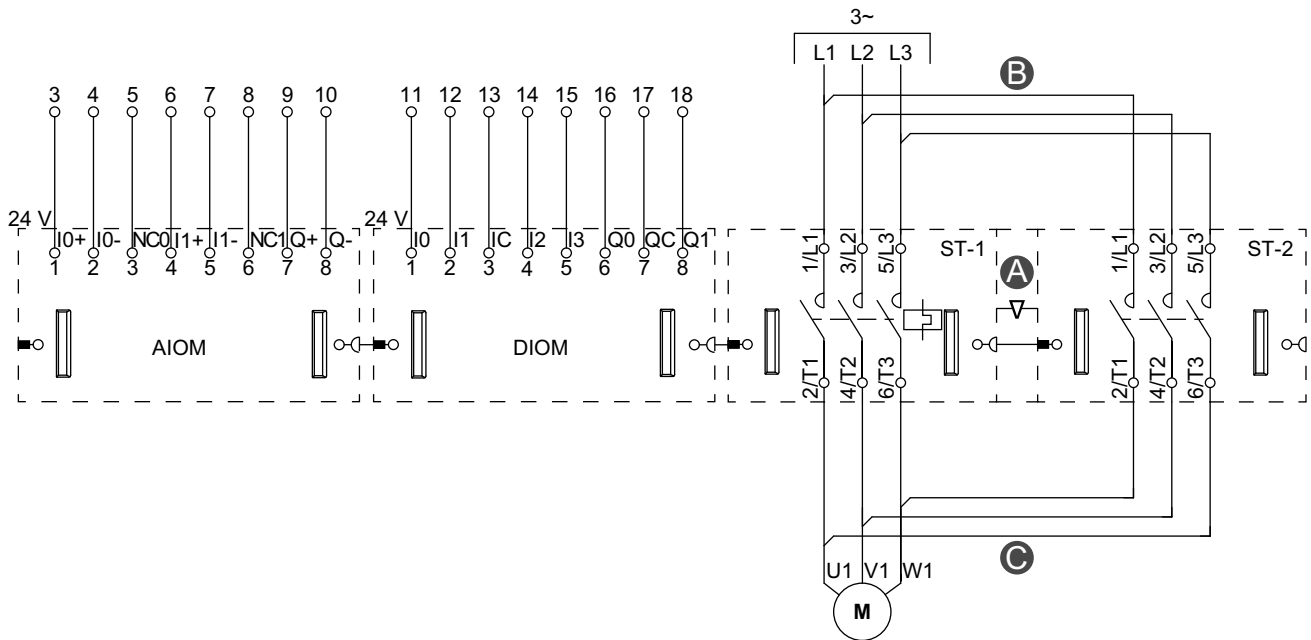 3~
L1 L2 L3
B
3 4 5 6 7 8 9 10 11 12 13 14 15 16 17 18
24 V I0+ I0- NC0 I1+ I1- NC1 Q+ Q- 24 V I0 I1 IC I2 I3 Q0 QC Q1
1 2 3 4 5 6 7 8 1 2 3 4 5 6 7 8
1/L1 3/L2 5/L3 ST-1 A 1/L1 3/L2 5/L3 ST-2
AIOM DIOM
2/T1 4/T2 6/T3 2/T1 4/T2 6/T3
C
U1 V1 W1
M